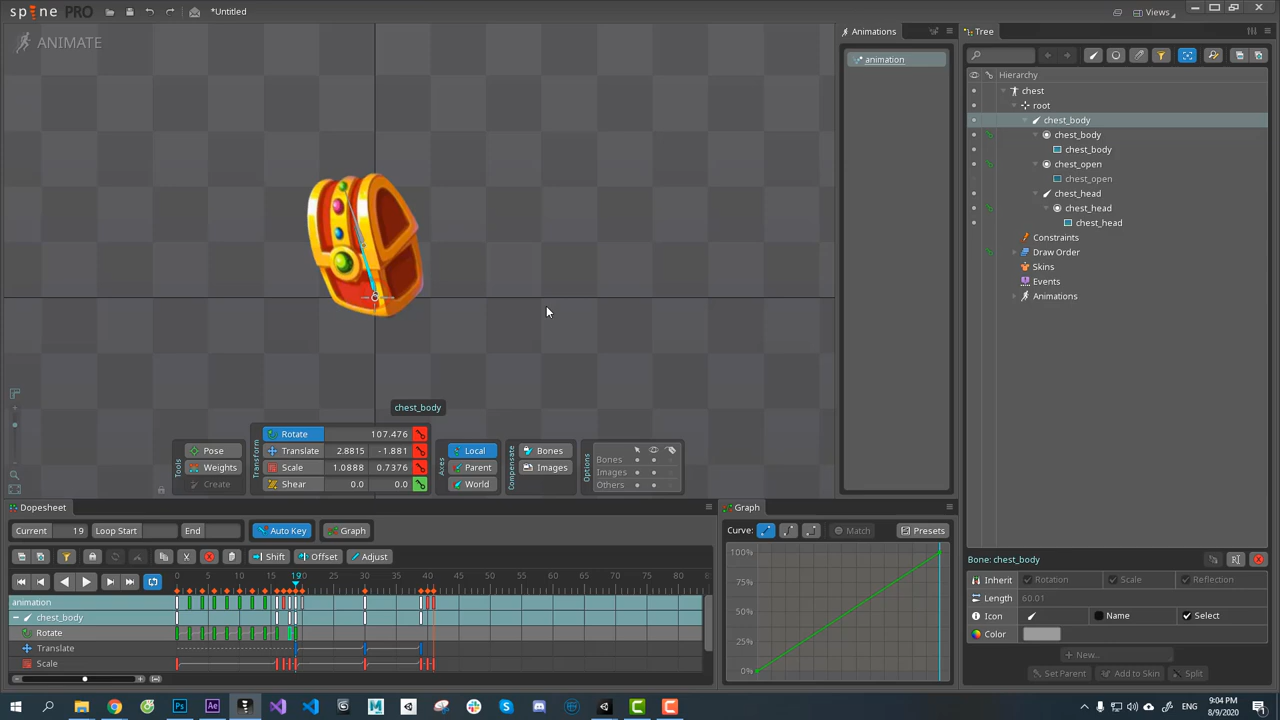 spine PRO
*Untitled
Views
ANIMATE
Animations
animation
Tree
Hierarchy
chest
root
chest_body
chest_body
chest_body
chest_open
chest_open
chest_head
chest_head
chest_head
Constraints
Draw Order
Skins
Events
Animations
chest_body
Tools
Pose
Weights
Create
Transform
Rotate 107.476
Translate 2.8815 -1.881
Scale 1.0888 0.7376
Shear 0.0 0.0
Axes
Local
Parent
World
Compensate
Bones
Images
Options
Bones
Images
Others
Dopesheet
Current 19 Loop Start End Auto Key Graph
Shift Offset Adjust
0 5 10 15 19 25 30 35 40 45 50 55 60 65 70 75 80 85
animation
chest_body
Rotate
Translate
Scale
Graph
Curve: Match Presets
100%
75%
50%
25%
0%
Bone: chest_body
Inherit Rotation Scale Reflection
Length 60.01
Icon Name Select
Color
New...
Set Parent Add to Skin Split
9:04 PM
8/9/2020